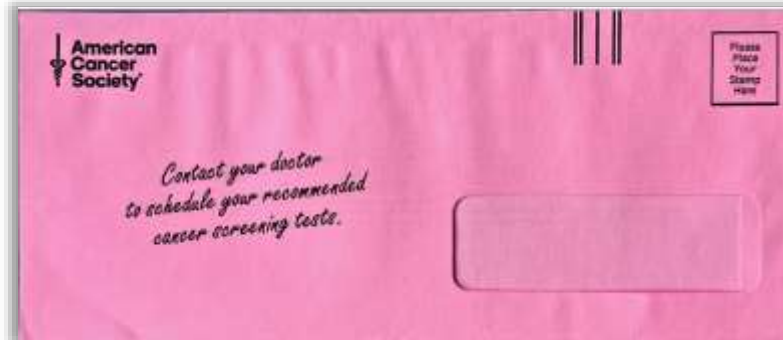 American
Cancer
Society®
Please
Place
Your
Stamp
Here
Contact your doctor
to schedule your recommended
cancer screening tests.